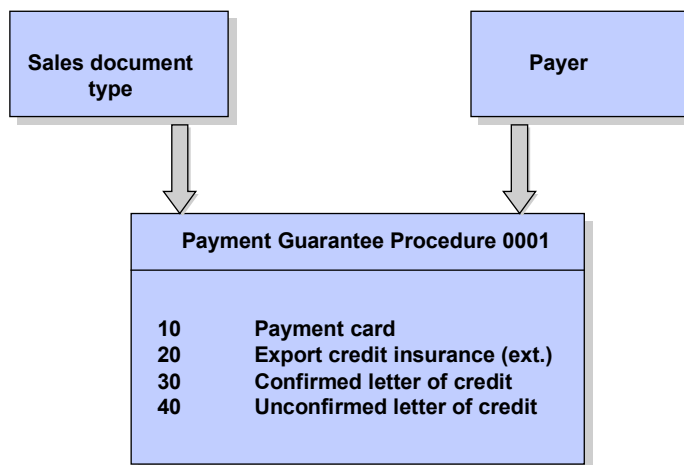 Sales document
type
Payer
Payment Guarantee Procedure 0001
10 Payment card
20 Export credit insurance (ext.)
30 Confirmed letter of credit
40 Unconfirmed letter of credit